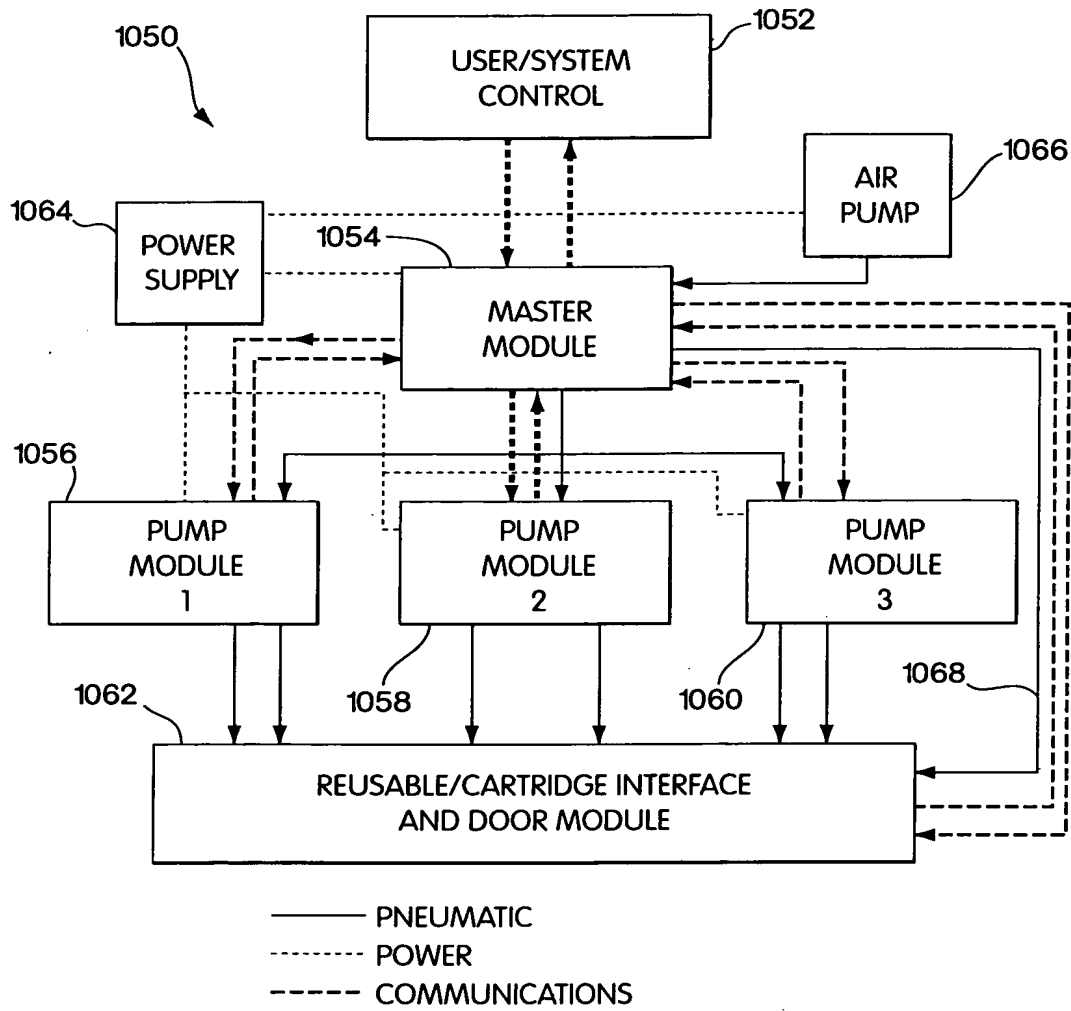 1050
1052
USER/SYSTEM
CONTROL
1066
AIR
PUMP
1064
POWER
SUPPLY
1054
MASTER
MODULE
1056
PUMP
MODULE
1
PUMP
MODULE
2
PUMP
MODULE
3
1062
1058
1060
1068
REUSABLE/CARTRIDGE INTERFACE
AND DOOR MODULE
PNEUMATIC
POWER
COMMUNICATIONS